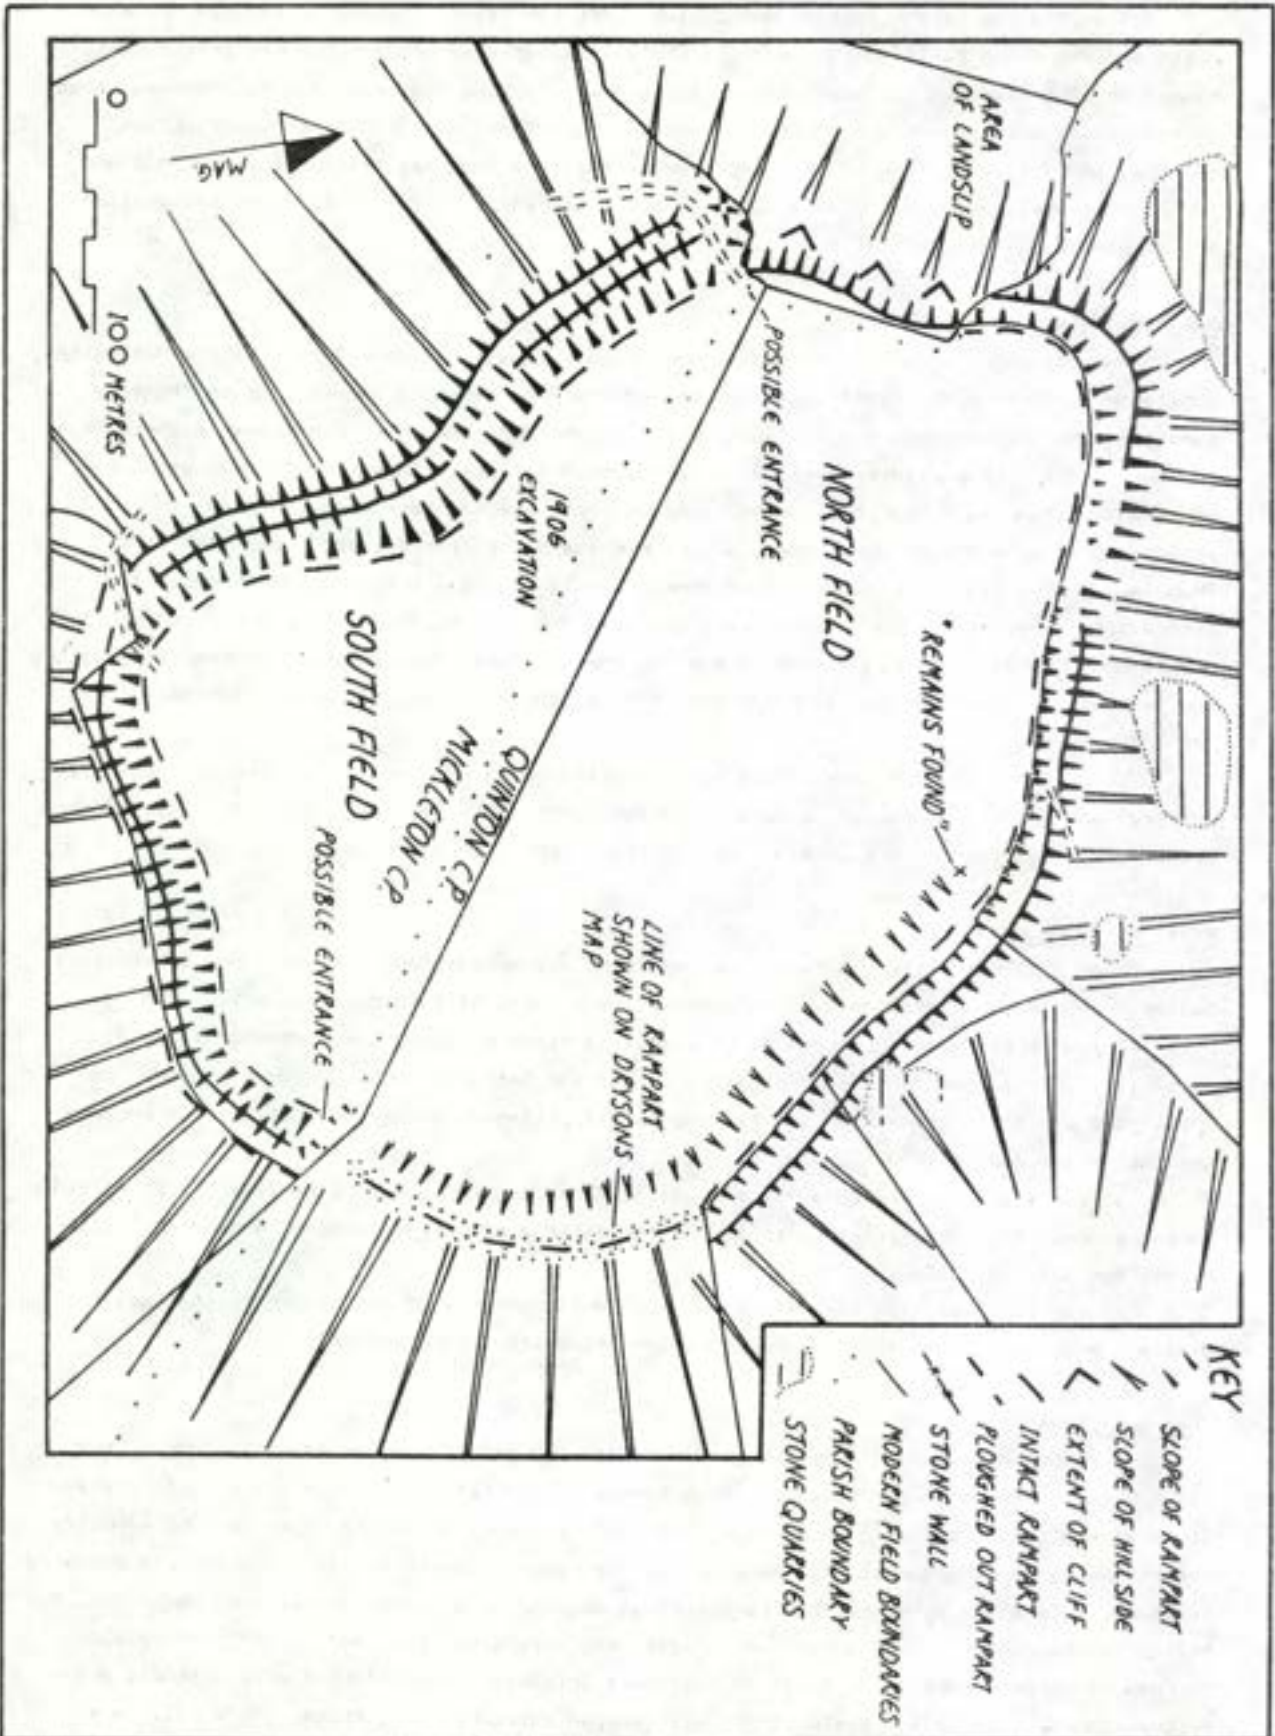 AREA
OF LANDSLIP
POSSIBLE ENTRANCE
NORTH FIELD
"REMAINS FOUND"
1906
EXCAVATION
SOUTH FIELD
QUINTON C.P.
MICKLETON C.P.
LINE OF RAMPART
SHOWN ON DRYSONS
MAP
POSSIBLE ENTRANCE
MAG.
0
100 METRES
KEY
SLOPE OF RAMPART
SLOPE OF HILLSIDE
EXTENT OF CLIFF
INTACT RAMPART
PLOUGHED OUT RAMPART
STONE WALL
MODERN FIELD BOUNDARIES
PARISH BOUNDARY
STONE QUARRIES